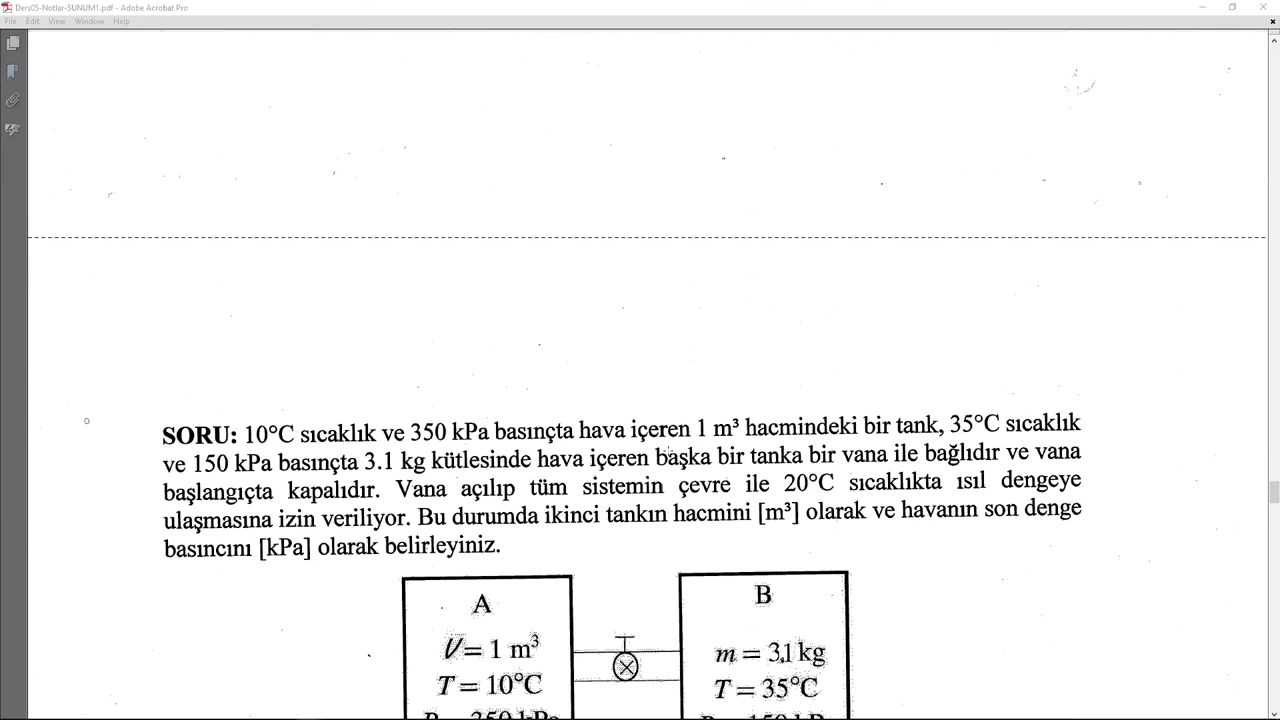 Ders05-Notlar-SUNUM1.pdf - Adobe Acrobat Pro
File Edit View Window Help
SORU: 10°C sıcaklık ve 350 kPa basınçta hava içeren 1 m³ hacmindeki bir tank, 35°C sıcaklık
ve 150 kPa basınçta 3.1 kg kütlesinde hava içeren başka bir tanka bir vana ile bağlıdır ve vana
başlangıçta kapalıdır. Vana açılıp tüm sistemin çevre ile 20°C sıcaklıkta ısıl dengeye
ulaşmasına izin veriliyor. Bu durumda ikinci tankın hacmini [m³] olarak ve havanın son denge
basıncını [kPa] olarak belirleyiniz.
A
B
V= 1 m³
m = 3.1 kg
T = 10°C
T = 35°C